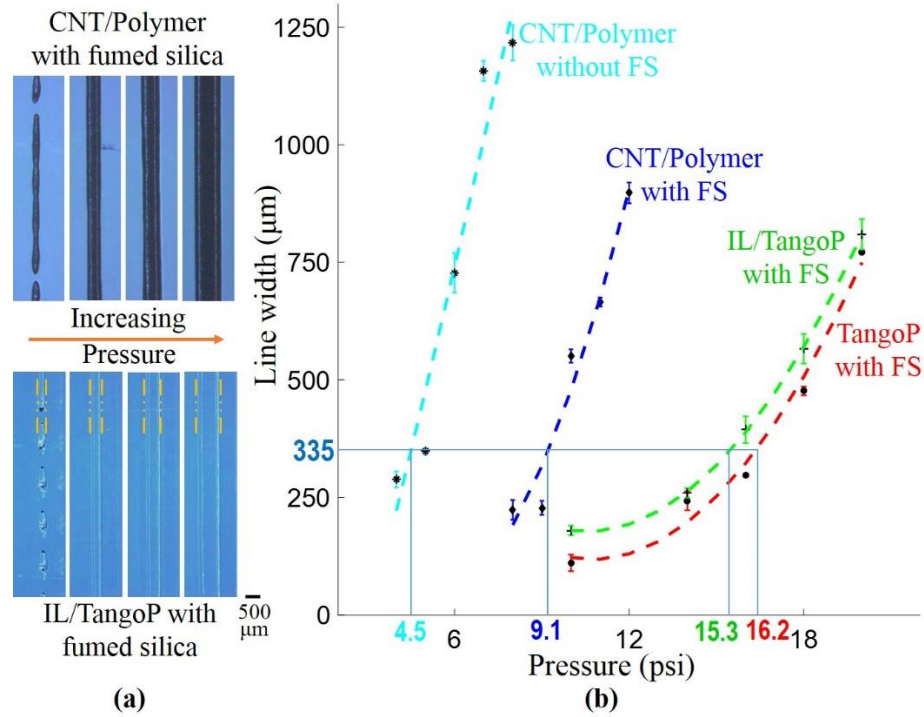 CNT/Polymer
with fumed silica
Increasing
Pressure
IL/TangoP with
fumed silica
500
µm
(a)
1250
1000
750
500
335
250
0
Line width (µm)
CNT/Polymer
without FS
CNT/Polymer
with FS
IL/TangoP
with FS
TangoP
with FS
4.5 6 9.1 12 15.3 16.2 18
Pressure (psi)
(b)